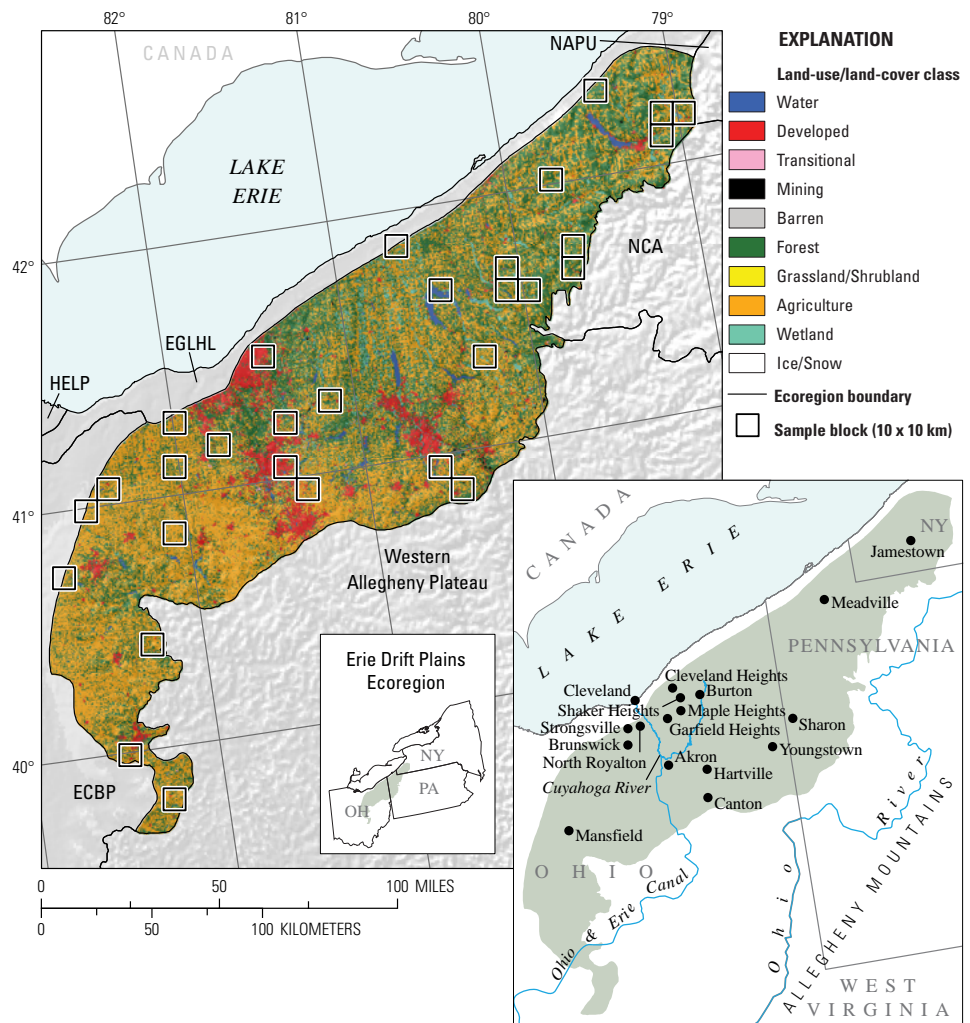 82°
81°
80°
79°
CANADA
NAPU
LAKE
ERIE
NCA
42°
EGLHL
HELP
41°
Western
Allegheny Plateau
40°
ECBP
0
50
100 MILES
0
50
100 KILOMETERS
EXPLANATION
Land-use/land-cover class
Water
Developed
Transitional
Mining
Barren
Forest
Grassland/Shrubland
Agriculture
Wetland
Ice/Snow
Ecoregion boundary
Sample block (10 x 10 km)
Erie Drift Plains
Ecoregion
NY
PA
OH
CANADA
LAKE ERIE
NY
Jamestown
Meadville
PENNSYLVANIA
Cleveland Heights
Cleveland
Burton
Shaker Heights
Maple Heights
Strongsville
Garfield Heights
Sharon
Brunswick
Youngstown
North Royalton
Akron
Cuyahoga River
Hartville
Canton
Mansfield
OHIO
Ohio & Erie Canal
Ohio River
ALLEGHENY MOUNTAINS
WEST
VIRGINIA